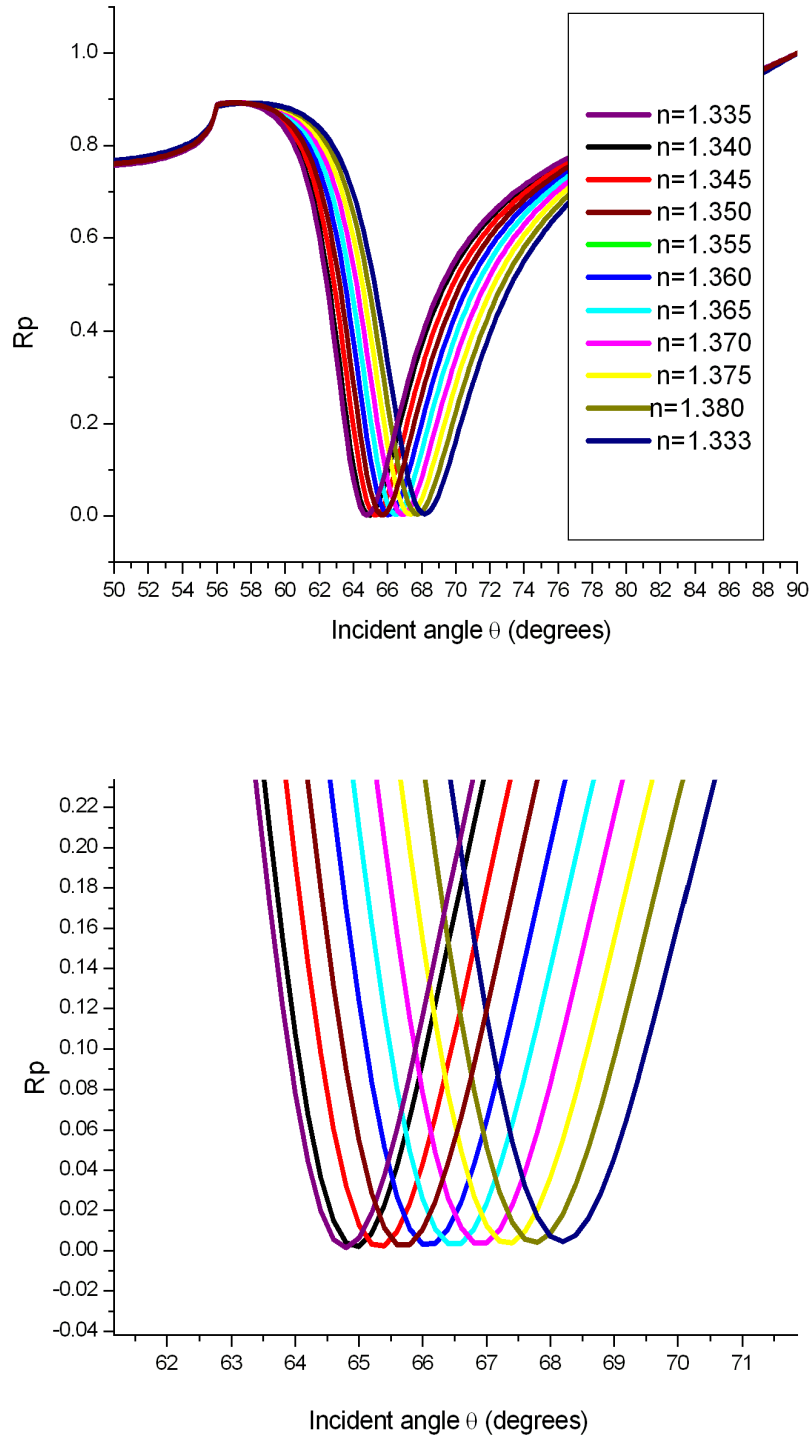 1.0
0.8
0.6
0.4
0.2
0.0
Rp
n=1.335
n=1.340
n=1.345
n=1.350
n=1.355
n=1.360
n=1.365
n=1.370
n=1.375
n=1.380
n=1.333
50 52 54 56 58 60 62 64 66 68 70 72 74 76 78 80 82 84 86 88 90
Incident angle θ (degrees)
0.22
0.20
0.18
0.16
0.14
0.12
0.10
0.08
0.06
0.04
0.02
0.00
-0.02
-0.04
Rp
62 63 64 65 66 67 68 69 70 71
Incident angle θ (degrees)